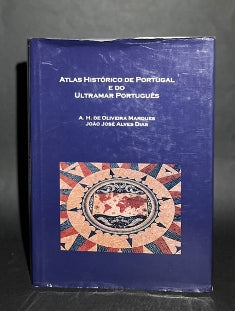 ATLAS HISTÓRICO DE PORTUGAL
E DO
ULTRAMAR PORTUGUÊS
A. H. DE OLIVEIRA MARQUES
JOÃO JOSÉ ALVES DIAS